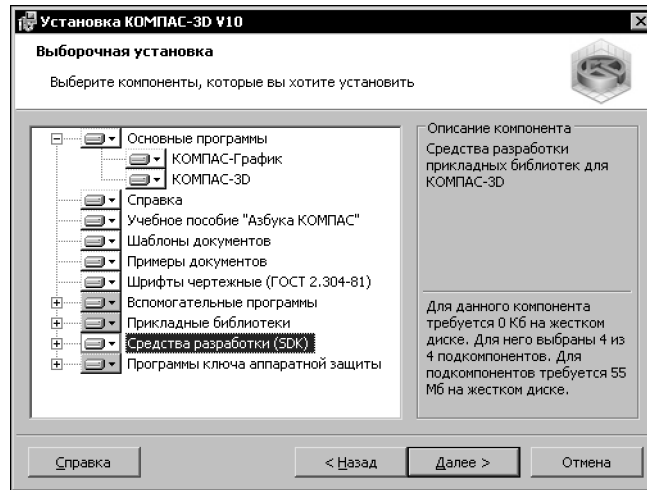 Установка КОМПАС-3D V10
Выборочная установка
Выберите компоненты, которые вы хотите установить
Основные программы
КОМПАС-График
КОМПАС-3D
Справка
Учебное пособие "Азбука КОМПАС"
Шаблоны документов
Примеры документов
Шрифты чертежные (ГОСТ 2.304-81)
Вспомогательные программы
Прикладные библиотеки
Средства разработки (SDK)
Программы ключа аппаратной защиты
Описание компонента
Средства разработки
прикладных библиотек для
КОМПАС-3D
Для данного компонента
требуется 0 Кб на жестком
диске. Для него выбраны 4 из
4 подкомпонентов. Для
подкомпонентов требуется 55
Мб на жестком диске.
Справка
< Назад
Далее >
Отмена